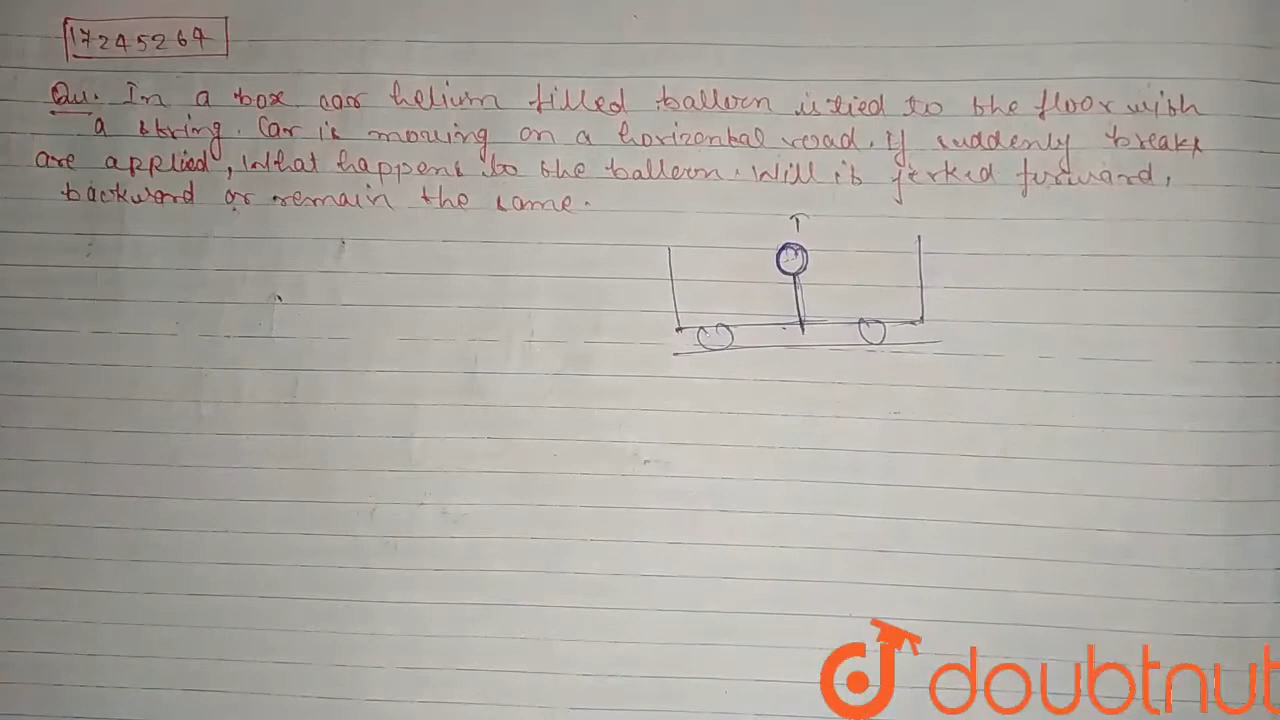 17245264
Qu. In a box car helium filled balloon is tied to the floor with
a string. Car is moving on a horizontal road. If suddenly breaks
are applied, What happens to the balloon. Will it jerked forward,
backward or remain the same.
T
doubtnut